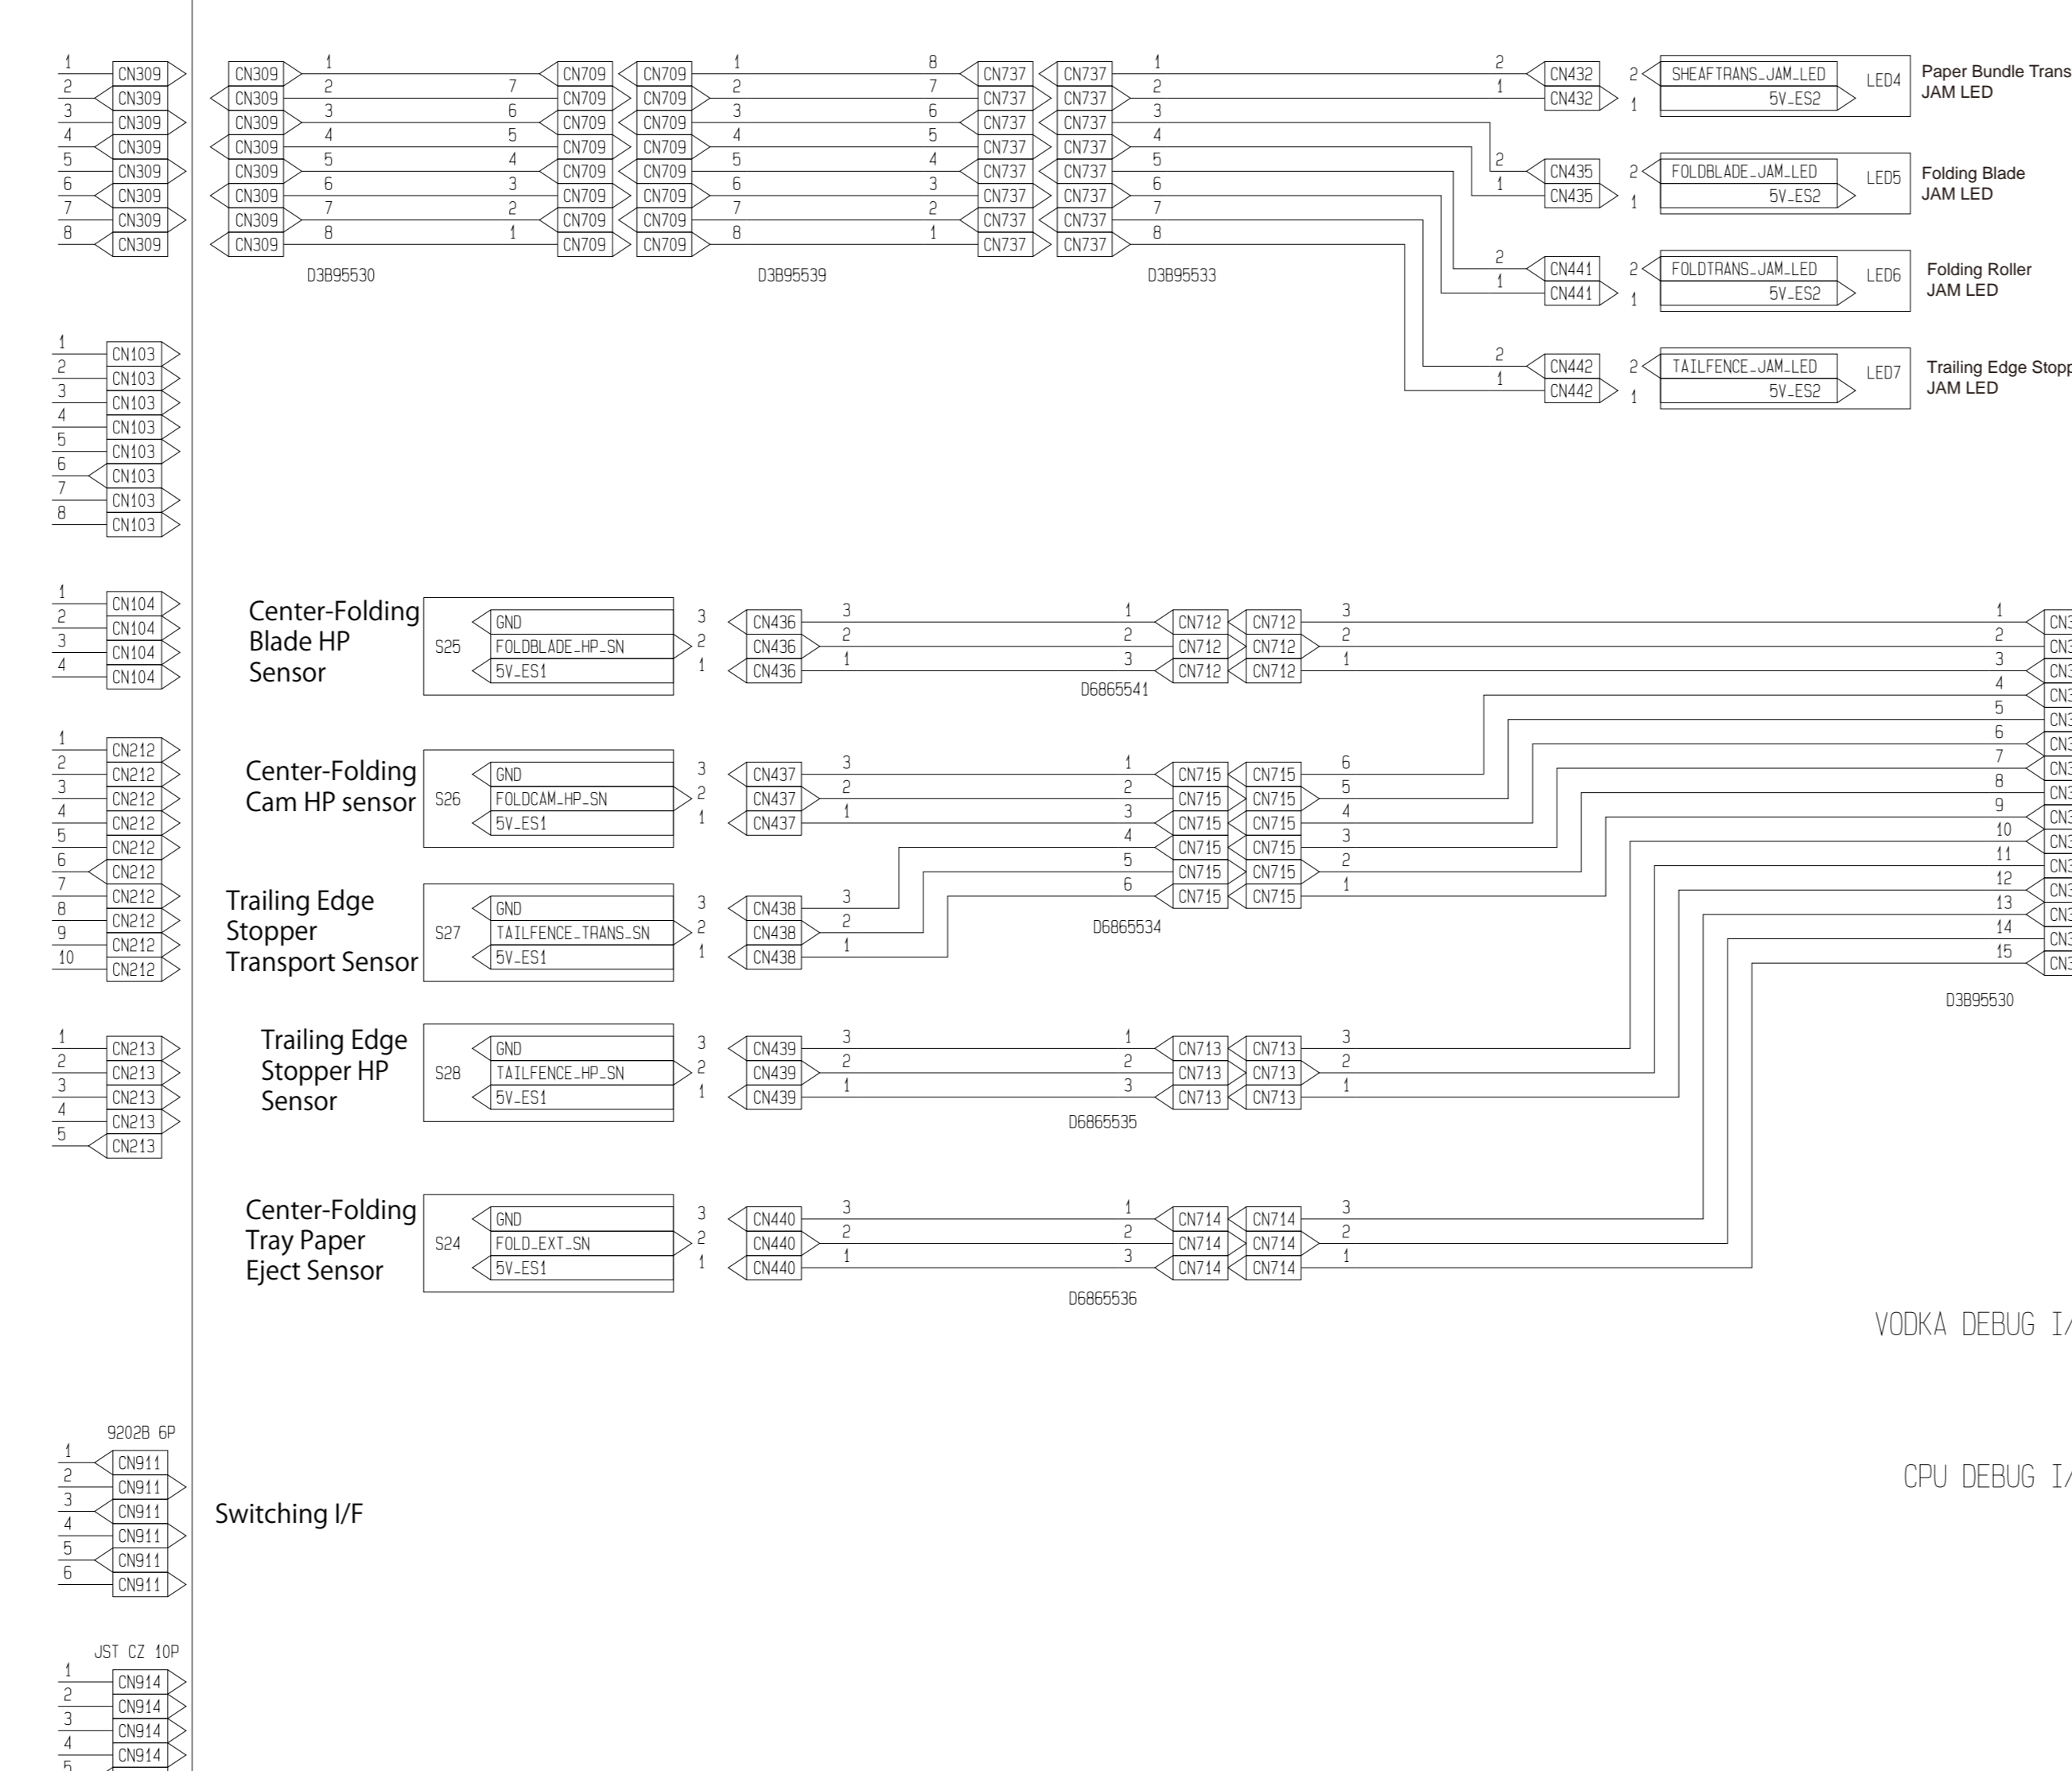 1 CN309 CN309 1 CN709 CN709 1 8 CN737 CN737 1 2 CN432 2 SHEAFTRANS_JAM_LED LED4 Paper Bundle Trans
2 CN309 CN309 2 7 CN709 CN709 2 7 CN737 CN737 2 1 CN432 1 5V_ES2 JAM LED
3 CN309 CN309 3 6 CN709 CN709 3 6 CN737 CN737 3
4 CN309 CN309 4 5 CN709 CN709 4 5 CN737 CN737 4
5 CN309 CN309 5 4 CN709 CN709 5 4 CN737 CN737 5 2 CN435 2 FOLDBLADE_JAM_LED LED5 Folding Blade
6 CN309 CN309 6 3 CN709 CN709 6 3 CN737 CN737 6 1 CN435 1 5V_ES2 JAM LED
7 CN309 CN309 7 2 CN709 CN709 7 2 CN737 CN737 7
8 CN309 CN309 8 1 CN709 CN709 8 1 CN737 CN737 8
D3B95530 D3B95539 D3B95533
2 CN441 2 FOLDTRANS_JAM_LED LED6 Folding Roller
1 CN441 1 5V_ES2 JAM LED
2 CN442 2 TAILFENCE_JAM_LED LED7 Trailing Edge Stopp
1 CN442 1 5V_ES2 JAM LED
1 CN103
2 CN103
3 CN103
4 CN103
5 CN103
6 CN103
7 CN103
8 CN103
1 CN104
2 CN104
3 CN104
4 CN104
Center-Folding
Blade HP
Sensor
S25
GND 3 CN436 3 1 CN712 CN712 3 1
FOLDBLADE_HP_SN 2 CN436 2 2 CN712 CN712 2 2
5V_ES1 1 CN436 1 3 CN712 CN712 1 3
D6865541
4
5
6
7
8
9
10
11
12
13
14
15
D3B95530
1 CN212
2 CN212
3 CN212
4 CN212
5 CN212
6 CN212
7 CN212
8 CN212
9 CN212
10 CN212
Center-Folding
Cam HP sensor
S26
GND 3 CN437 3 1 CN715 CN715 6
FOLDCAM_HP_SN 2 CN437 2 2 CN715 CN715 5
5V_ES1 1 CN437 1 3 CN715 CN715 4
4 CN715 CN715 3
5 CN715 CN715 2
6 CN715 CN715 1
D6865534
Trailing Edge
Stopper
Transport Sensor
S27
GND 3 CN438 3
TAILFENCE_TRANS_SN 2 CN438 2
5V_ES1 1 CN438 1
1 CN213
2 CN213
3 CN213
4 CN213
5 CN213
Trailing Edge
Stopper HP
Sensor
S28
GND 3 CN439 3 1 CN713 CN713 3
TAILFENCE_HP_SN 2 CN439 2 2 CN713 CN713 2
5V_ES1 1 CN439 1 3 CN713 CN713 1
D6865535
Center-Folding
Tray Paper
Eject Sensor
S24
GND 3 CN440 3 1 CN714 CN714 3
FOLD_EXT_SN 2 CN440 2 2 CN714 CN714 2
5V_ES1 1 CN440 1 3 CN714 CN714 1
D6865536
VODKA DEBUG I/
9202B 6P
1 CN911
2 CN911
3 CN911
4 CN911
5 CN911
6 CN911
Switching I/F
CPU DEBUG I/
JST CZ 10P
1 CN914
2 CN914
3 CN914
4 CN914
5